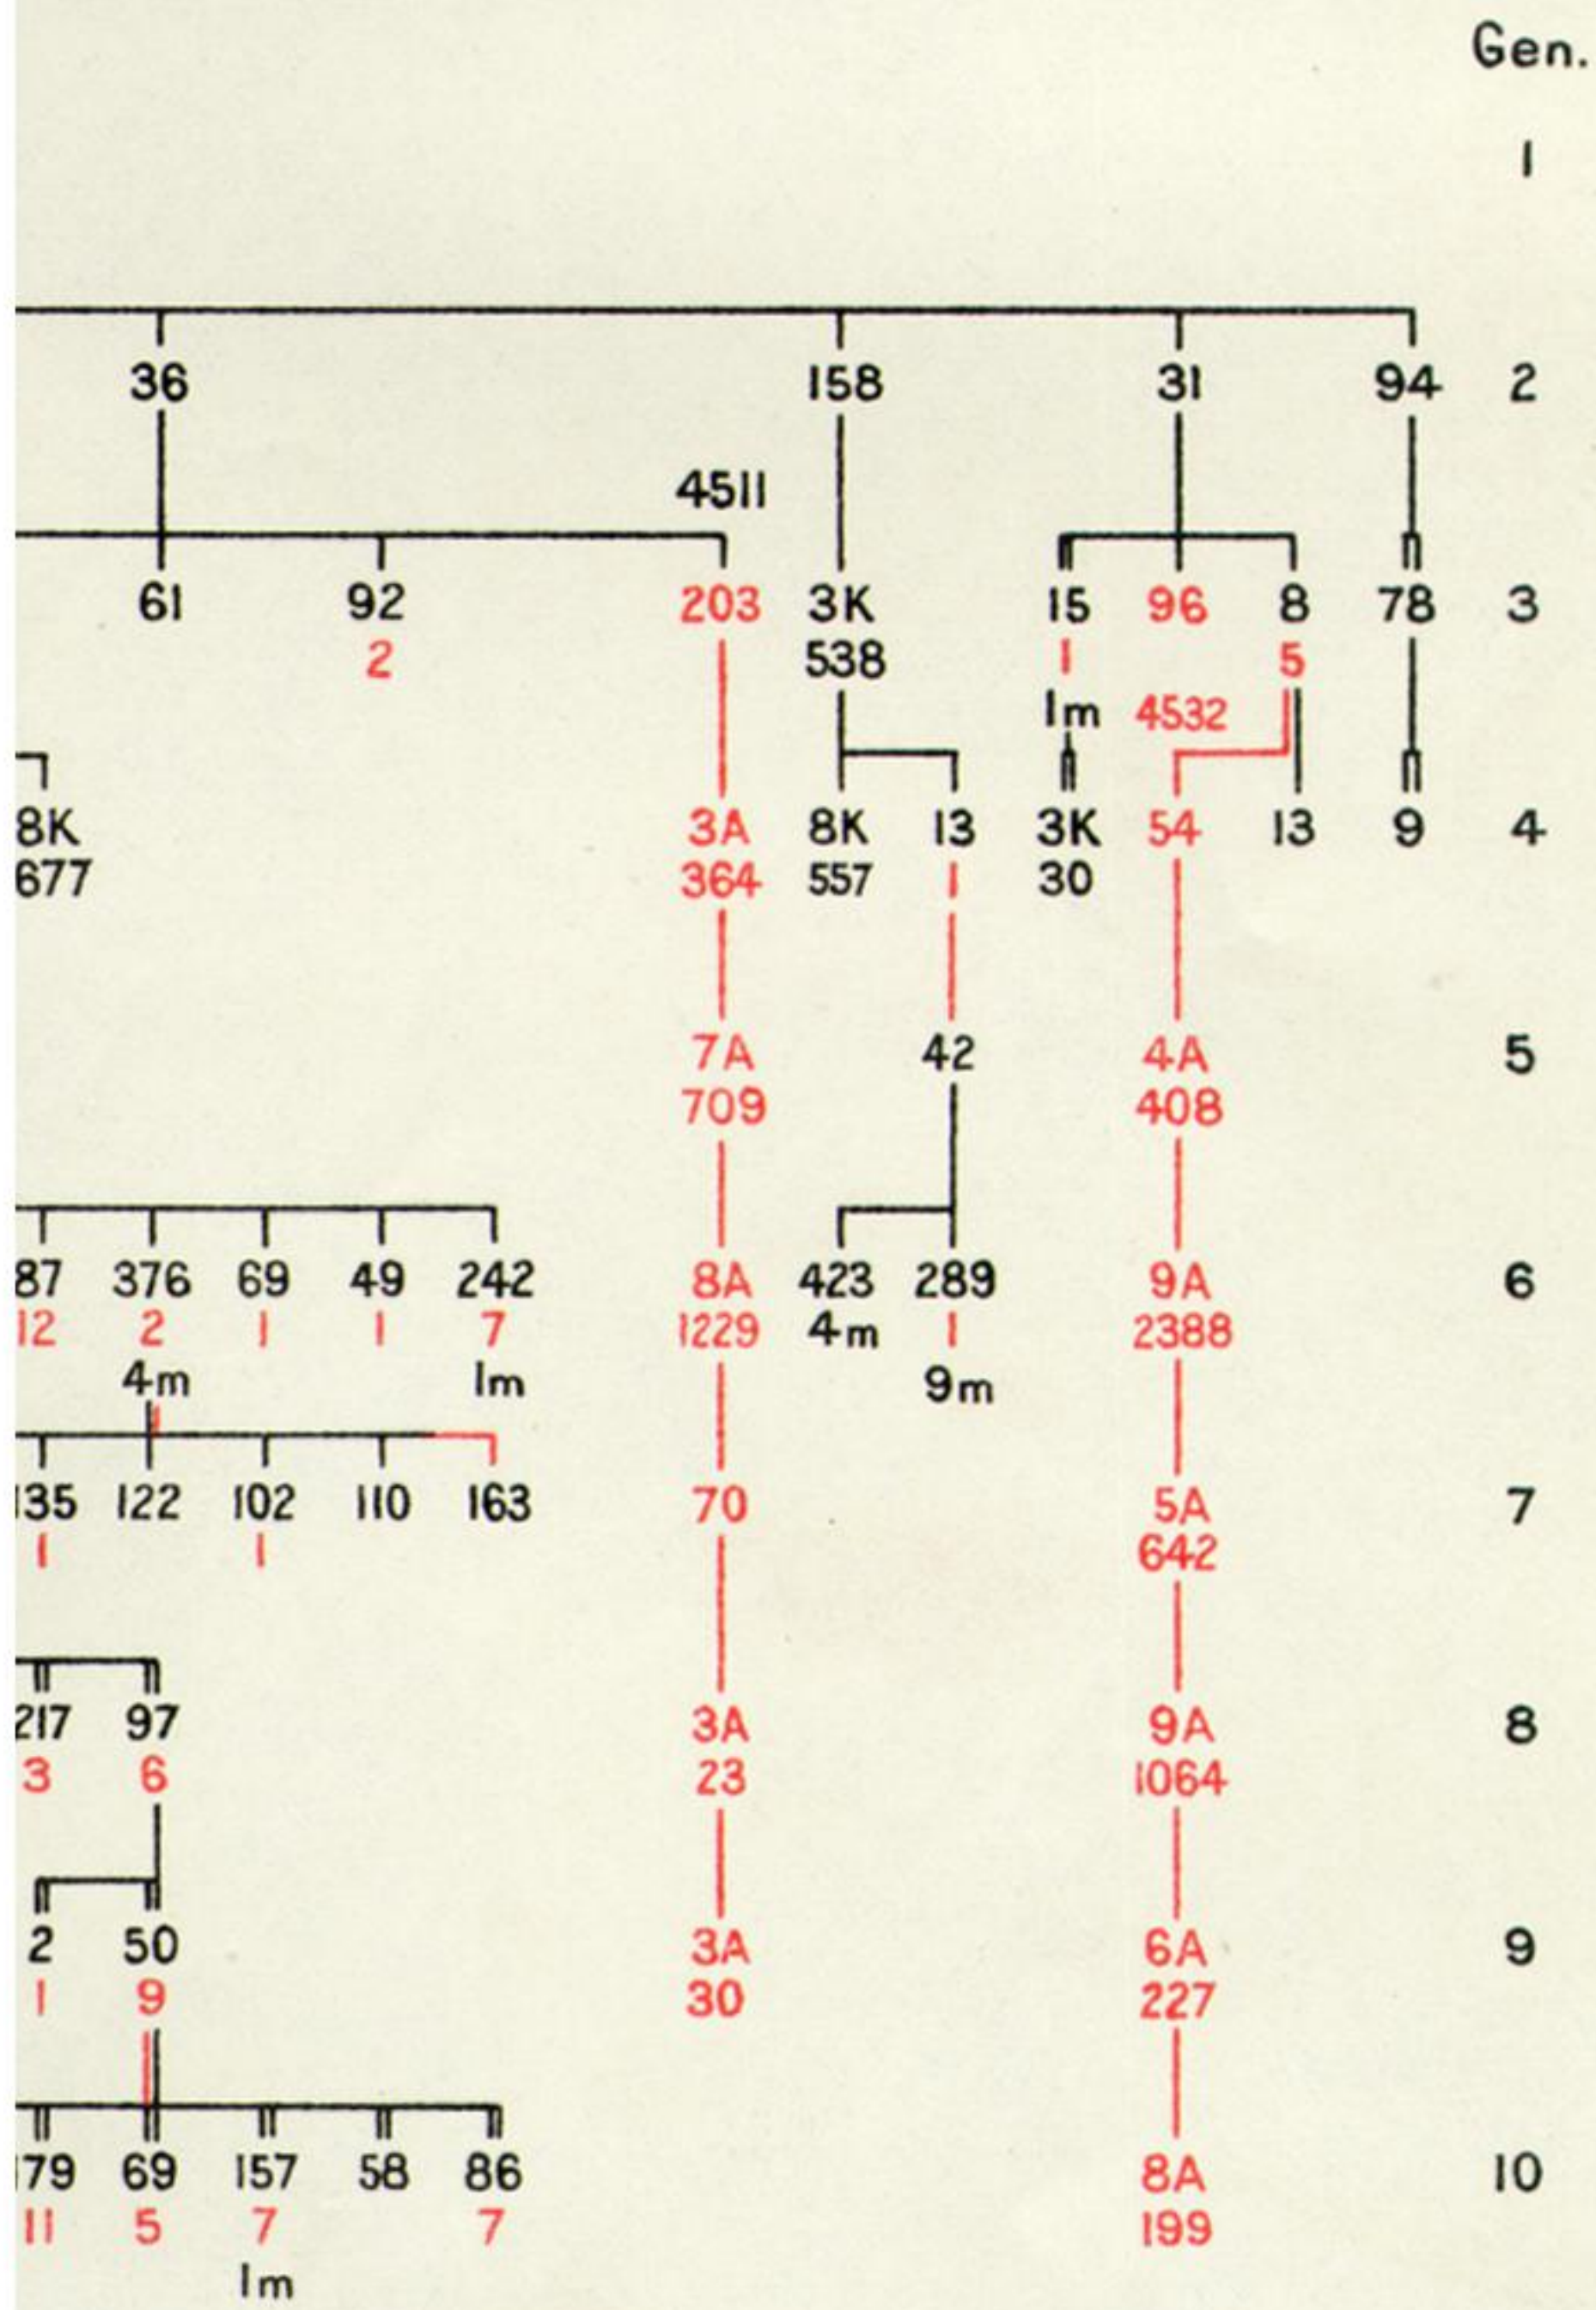 Gen.
1
36 158 31 94 2
4511
61 92 203 3K 15 96 8 78 3
2 538 1 5
1m 4532
8K 3A 8K 13 3K 54 13 9 4
677 364 557 1 30
7A 42 4A 5
709 408
87 376 69 49 242 8A 423 289 9A 6
12 2 1 1 7 1229 4m 1 2388
4m 1m 9m
135 122 102 110 163 70 5A 7
1 1 642
217 97 3A 9A 8
3 6 23 1064
2 50 3A 6A 9
1 9 30 227
179 69 157 58 86 8A 10
11 5 7 7 199
1m